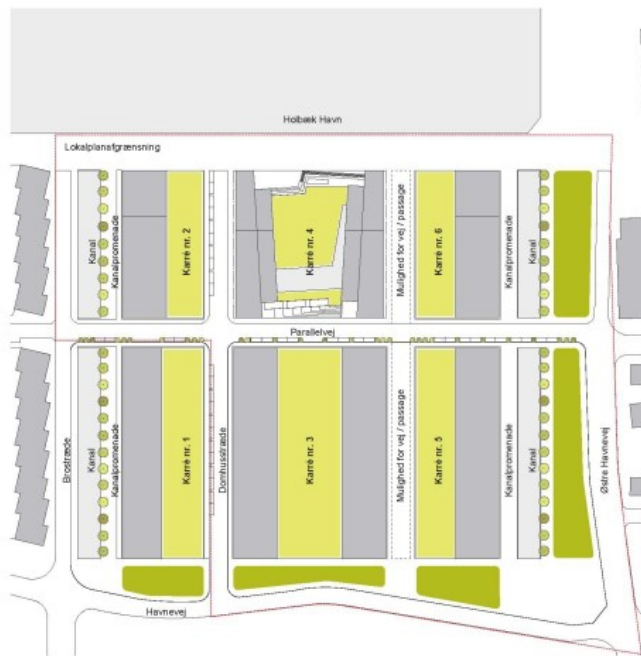 Holbæk Havn
Lokalplanafgrænsning
Kanal
Kanalpromenade
Karré nr. 2
Karré nr. 4
Mulighed for vej / passage
Karré nr. 6
Kanalpromenade
Kanal
Parallelvej
Brostræde
Kanal
Kanalpromenade
Karré nr. 1
Domhusstræde
Karré nr. 3
Mulighed for vej / passage
Karré nr. 5
Kanalpromenade
Kanal
Østre Havnevej
Havnevej